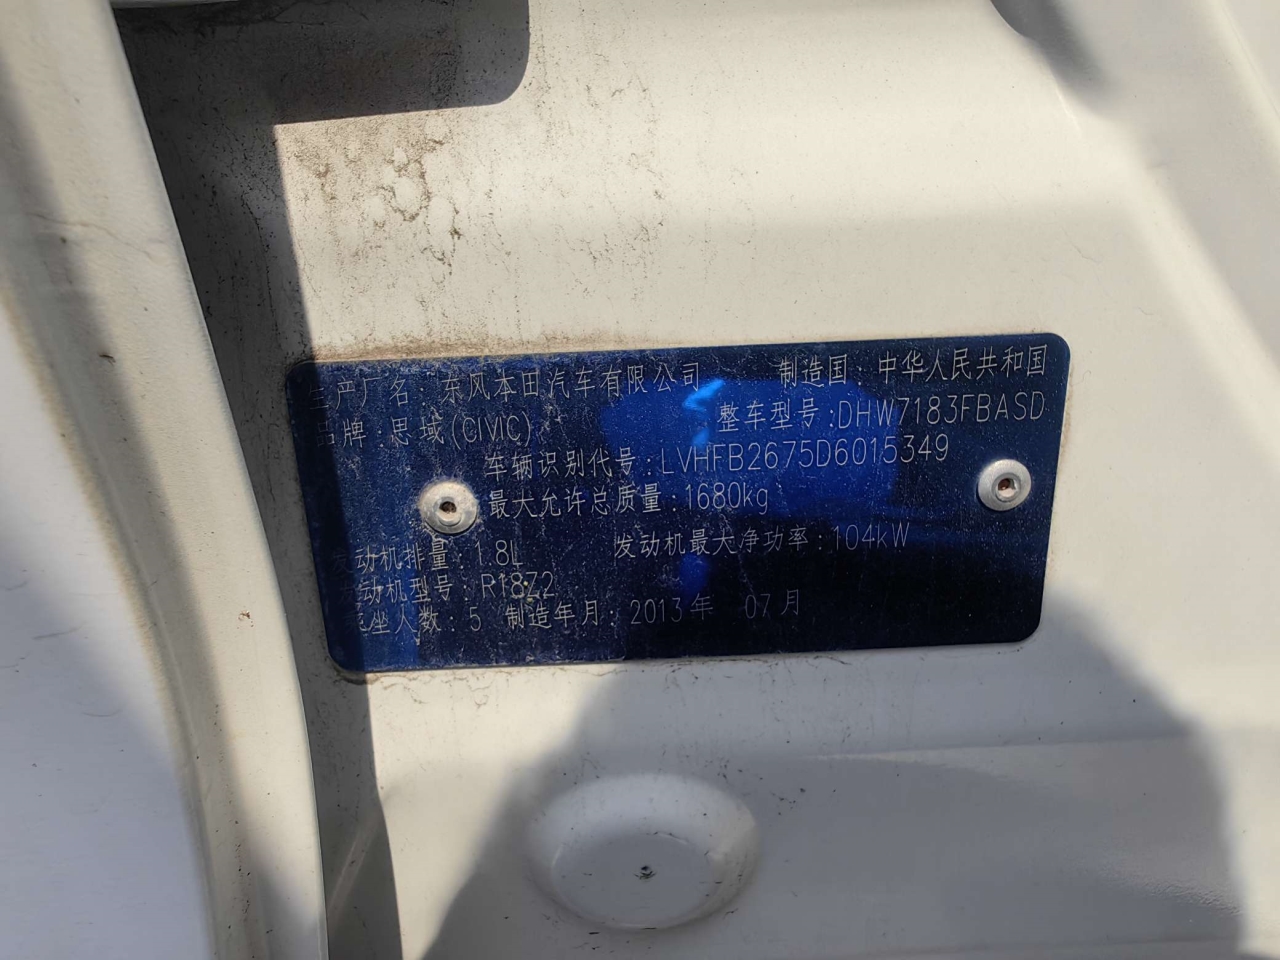 生产厂名：东风本田汽车有限公司 制造国：中华人民共和国
品牌：思域(CIVIC) 整车型号：DHW7183FBASD
车辆识别代号：LVHFB2675D6015349
最大允许总质量：1680kg
发动机排量：1.8L 发动机最大净功率：104kW
发动机型号：R18Z2
乘坐人数：5 制造年月：2013年 07月